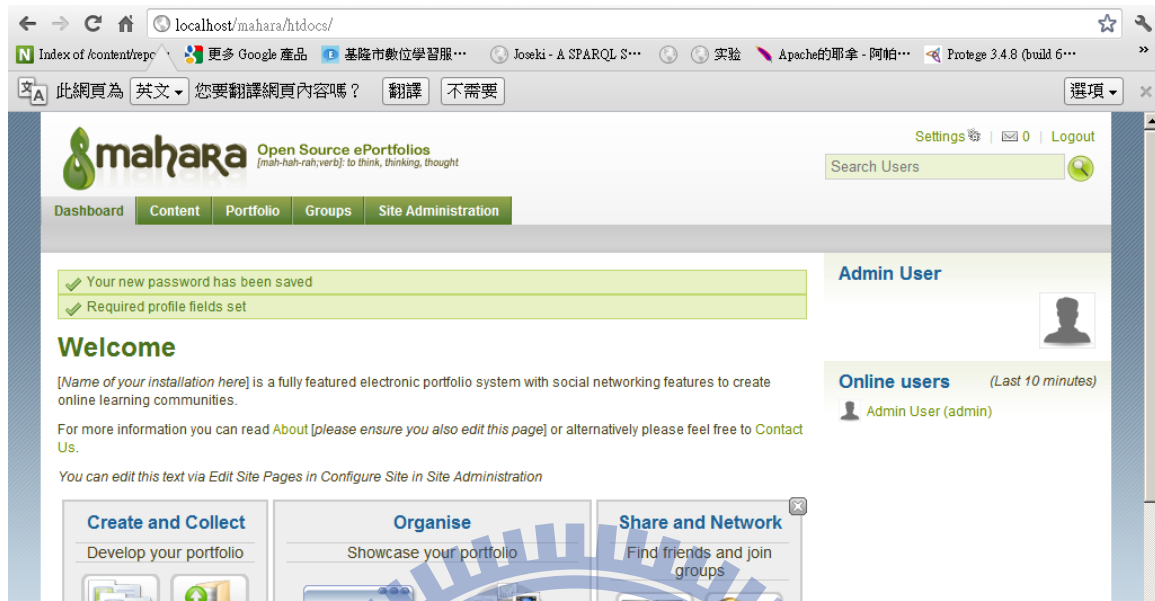 localhost/mahara/htdocs/
Index of /content/repo
更多 Google 產品
基隆市數位學習服…
Joseki - A SPARQL S…
实验
Apache的耶拿 - 阿帕…
Protege 3.4.8 (build 6…
»
此網頁為 英文 您要翻譯網頁內容嗎？ 翻譯 不需要 選項
mahara
Open Source ePortfolios
[mah-hah-rah;verb]: to think, thinking, thought
Settings | 0 | Logout
Search Users
Dashboard Content Portfolio Groups Site Administration
Your new password has been saved
Required profile fields set
Welcome
[Name of your installation here] is a fully featured electronic portfolio system with social networking features to create
online learning communities.
For more information you can read About [please ensure you also edit this page] or alternatively please feel free to Contact
Us.
You can edit this text via Edit Site Pages in Configure Site in Site Administration
Create and Collect
Develop your portfolio
Organise
Showcase your portfolio
Share and Network
Find friends and join
groups
Admin User
Online users (Last 10 minutes)
Admin User (admin)